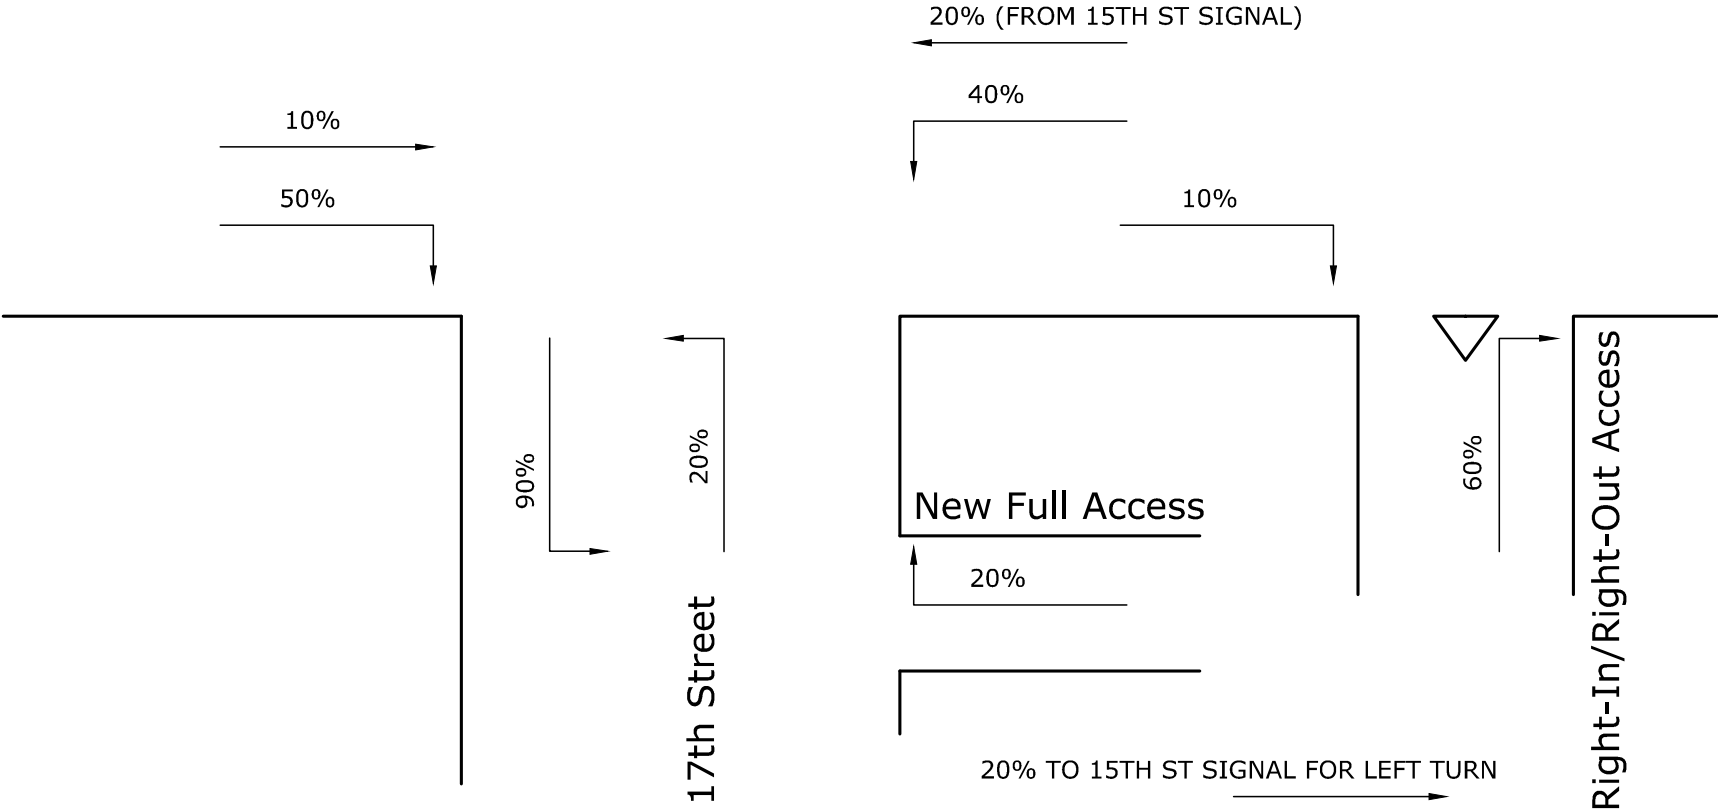 20% (FROM 15TH ST SIGNAL)
40%
10%
50%
10%
90%
20%
60%
New Full Access
20%
17th Street
Right-In/Right-Out Access
20% TO 15TH ST SIGNAL FOR LEFT TURN